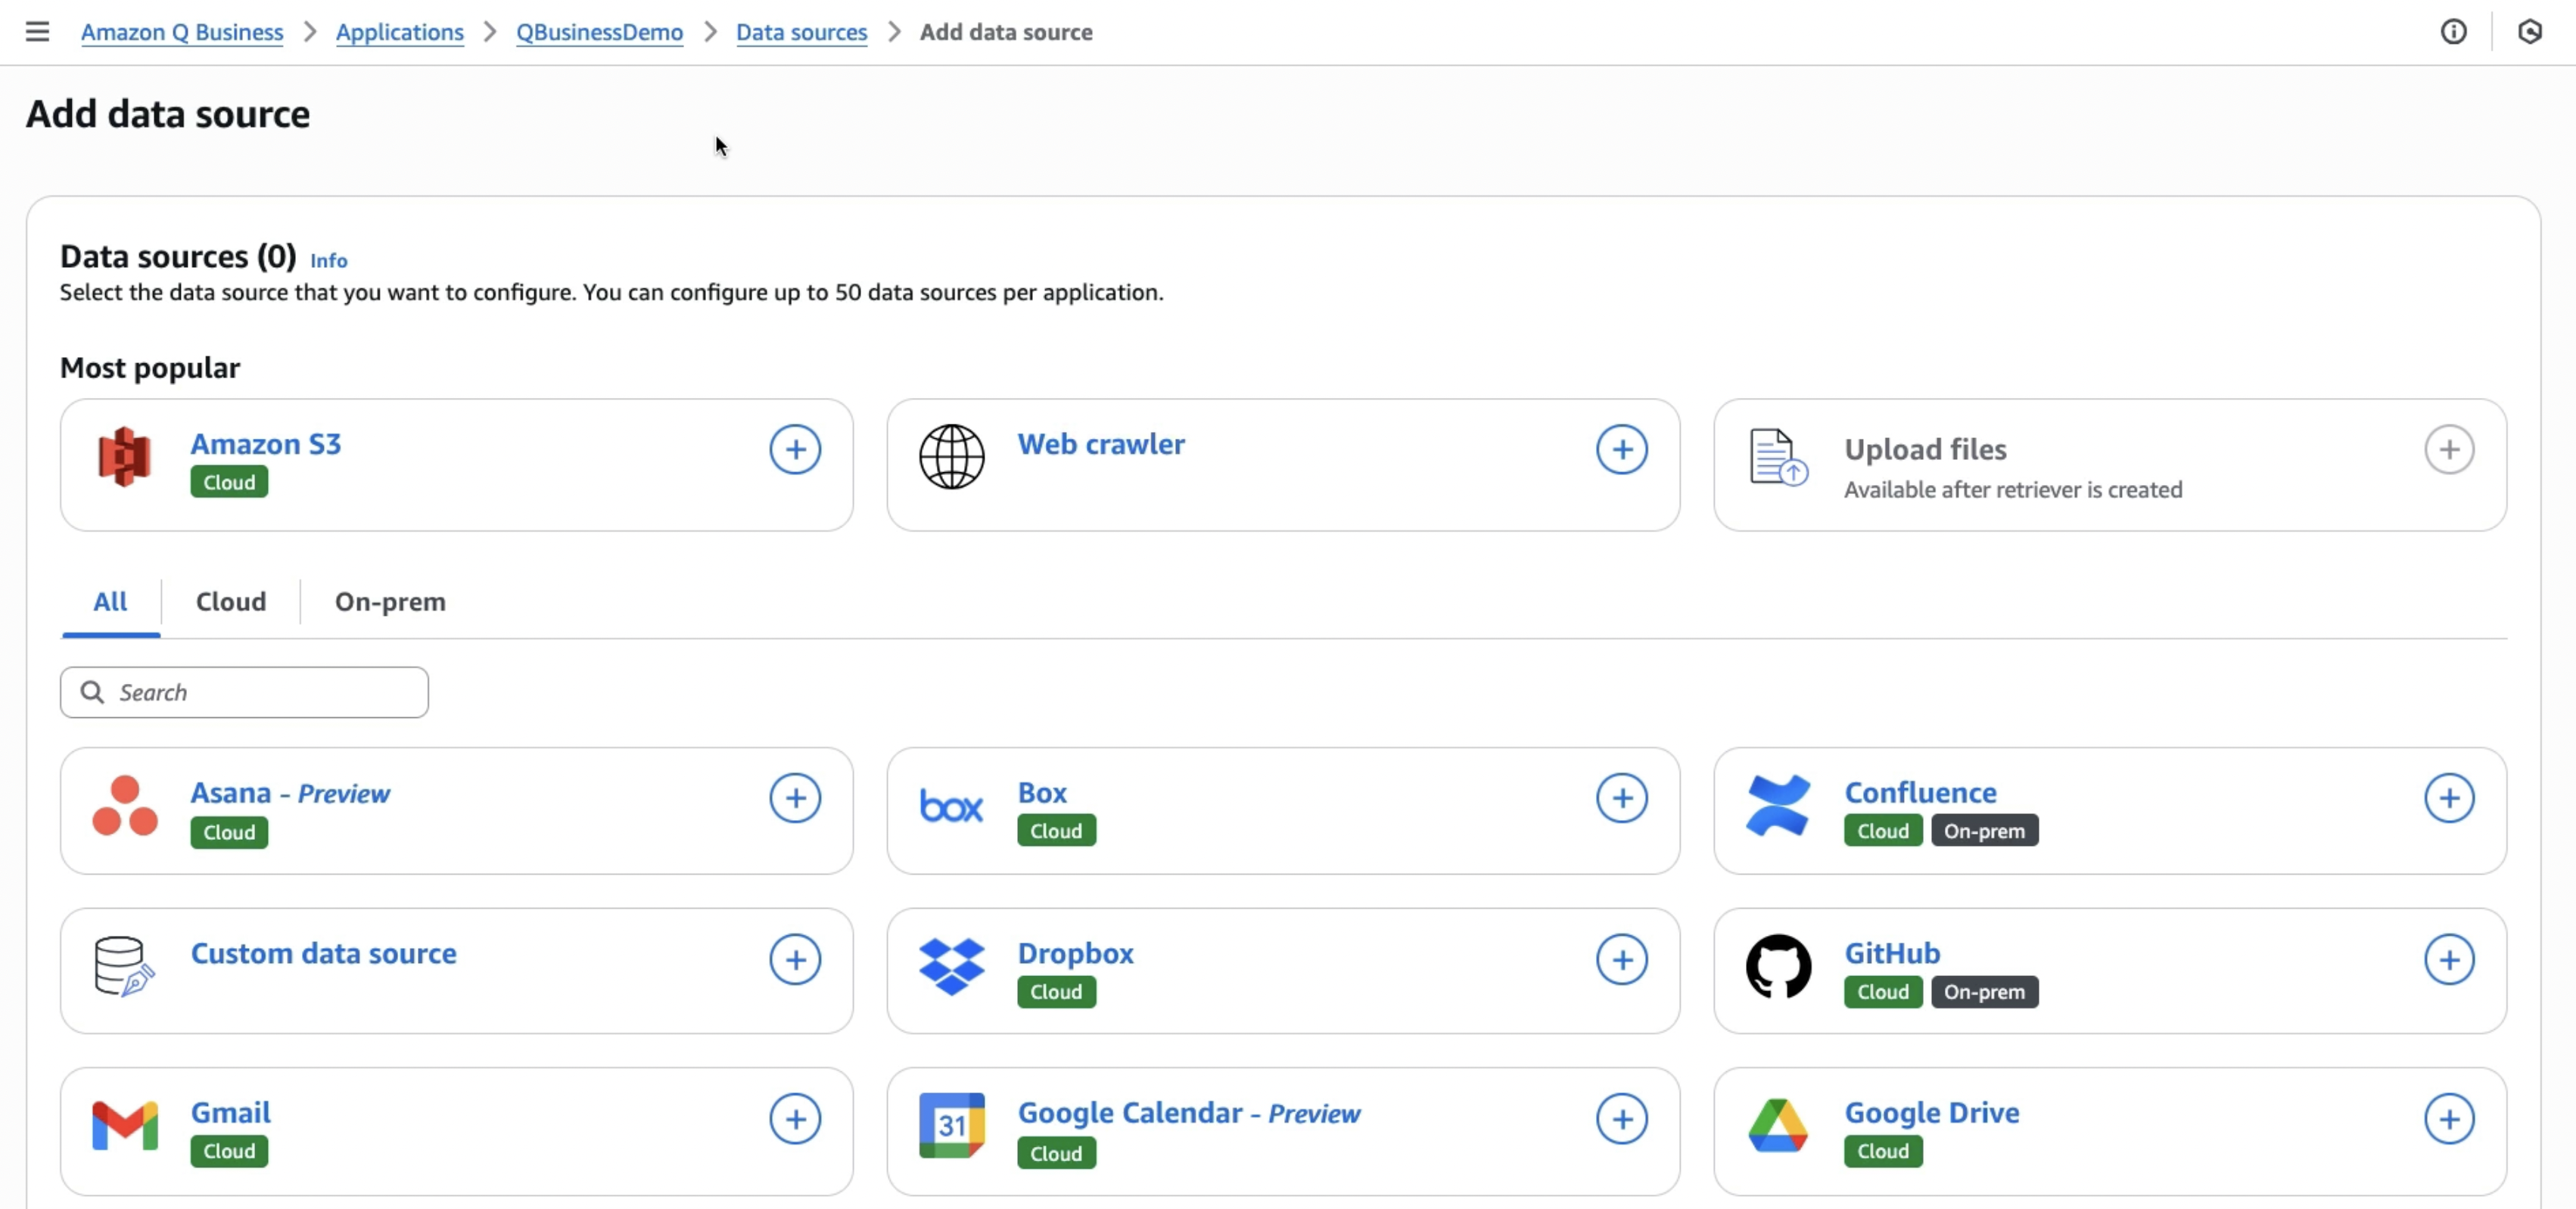 Amazon Q Business > Applications > QBusinessDemo > Data sources > Add data source
Add data source
Data sources (0) Info
Select the data source that you want to configure. You can configure up to 50 data sources per application.
Most popular
Amazon S3
Cloud
Web crawler
Upload files
Available after retriever is created
All
Cloud
On-prem
Search
Asana - Preview
Cloud
box
Box
Cloud
Confluence
Cloud On-prem
Custom data source
Dropbox
Cloud
GitHub
Cloud On-prem
Gmail
Cloud
31
Google Calendar - Preview
Cloud
Google Drive
Cloud